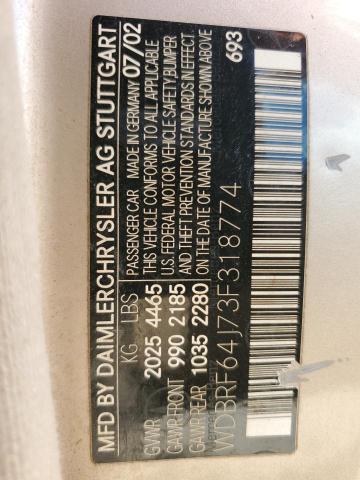 MFD BY DAIMLERCHRYSLER AG STUTTGART
KG LBS PASSENGER CAR MADE IN GERMANY 07/02
GVWR 2025 4465 THIS VEHICLE CONFORMS TO ALL APPLICABLE
U.S. FEDERAL MOTOR VEHICLE SAFETY,BUMPER
GAWR-FRONT 990 2185 AND THEFT PREVENTION STANDARDS IN EFFECT
GAWR-REAR 1035 2280 ON THE DATE OF MANUFACTURE SHOWN ABOVE
WDBRF64J73F318774 693